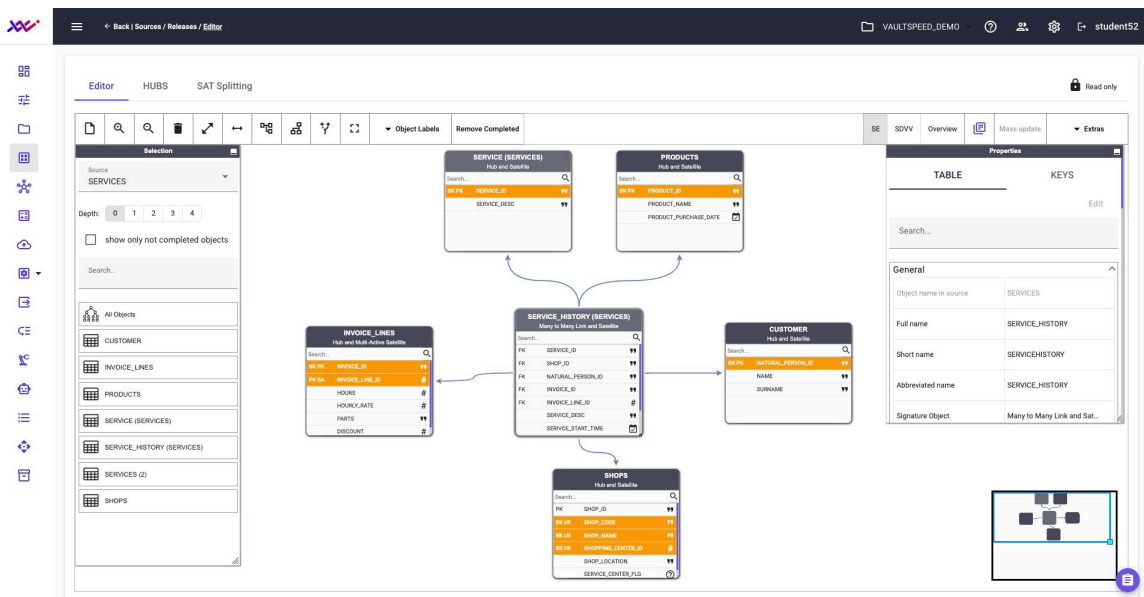 ← Back | Sources / Releases / Editor
VAULTSPEED_DEMO
student52
Editor HUBS SAT Splitting
Read only
Object Labels Remove Completed
SE SDVV Overview Mass update Extras
Selection
Source
SERVICES
Depth: 0 1 2 3 4
show only not completed objects
Search...
All Objects
CUSTOMER
INVOICE_LINES
PRODUCTS
SERVICE (SERVICES)
SERVICE_HISTORY (SERVICES)
SERVICES (2)
SHOPS
SERVICE (SERVICES)
Hub and Satellite
Search...
BK PK SERVICE_ID
SERVICE_DESC
PRODUCTS
Hub and Satellite
Search...
BK PK PRODUCT_ID
PRODUCT_NAME
PRODUCT_PURCHASE_DATE
INVOICE_LINES
Hub and Multi-Active Satellite
Search...
BK PK INVOICE_ID
PK SA INVOICE_LINE_ID #
HOURS #
HOURLY_RATE #
PARTS
DISCOUNT #
SERVICE_HISTORY (SERVICES)
Many to Many Link and Satellite
Search...
FK SERVICE_ID
FK SHOP_ID
FK NATURAL_PERSON_ID
FK INVOICE_ID
FK INVOICE_LINE_ID #
SERVICE_DESC
SERIVCE_START_TIME
CUSTOMER
Hub and Satellite
Search...
BK PK NATURAL_PERSON_ID
NAME
SURNAME
SHOPS
Hub and Satellite
Search...
PK SHOP_ID
BK UK SHOP_CODE
BK UK SHOP_NAME
BK UK SHOPPING_CENTER_ID #
SHOP_LOCATION
SERVICE_CENTER_FLG
Properties
TABLE KEYS
Edit
Search...
General
Object name in source SERVICES
Full name SERVICE_HISTORY
Short name SERVICEHISTORY
Abbreviated name SERVICE_HISTORY
Signature Object Many to Many Link and Sat...